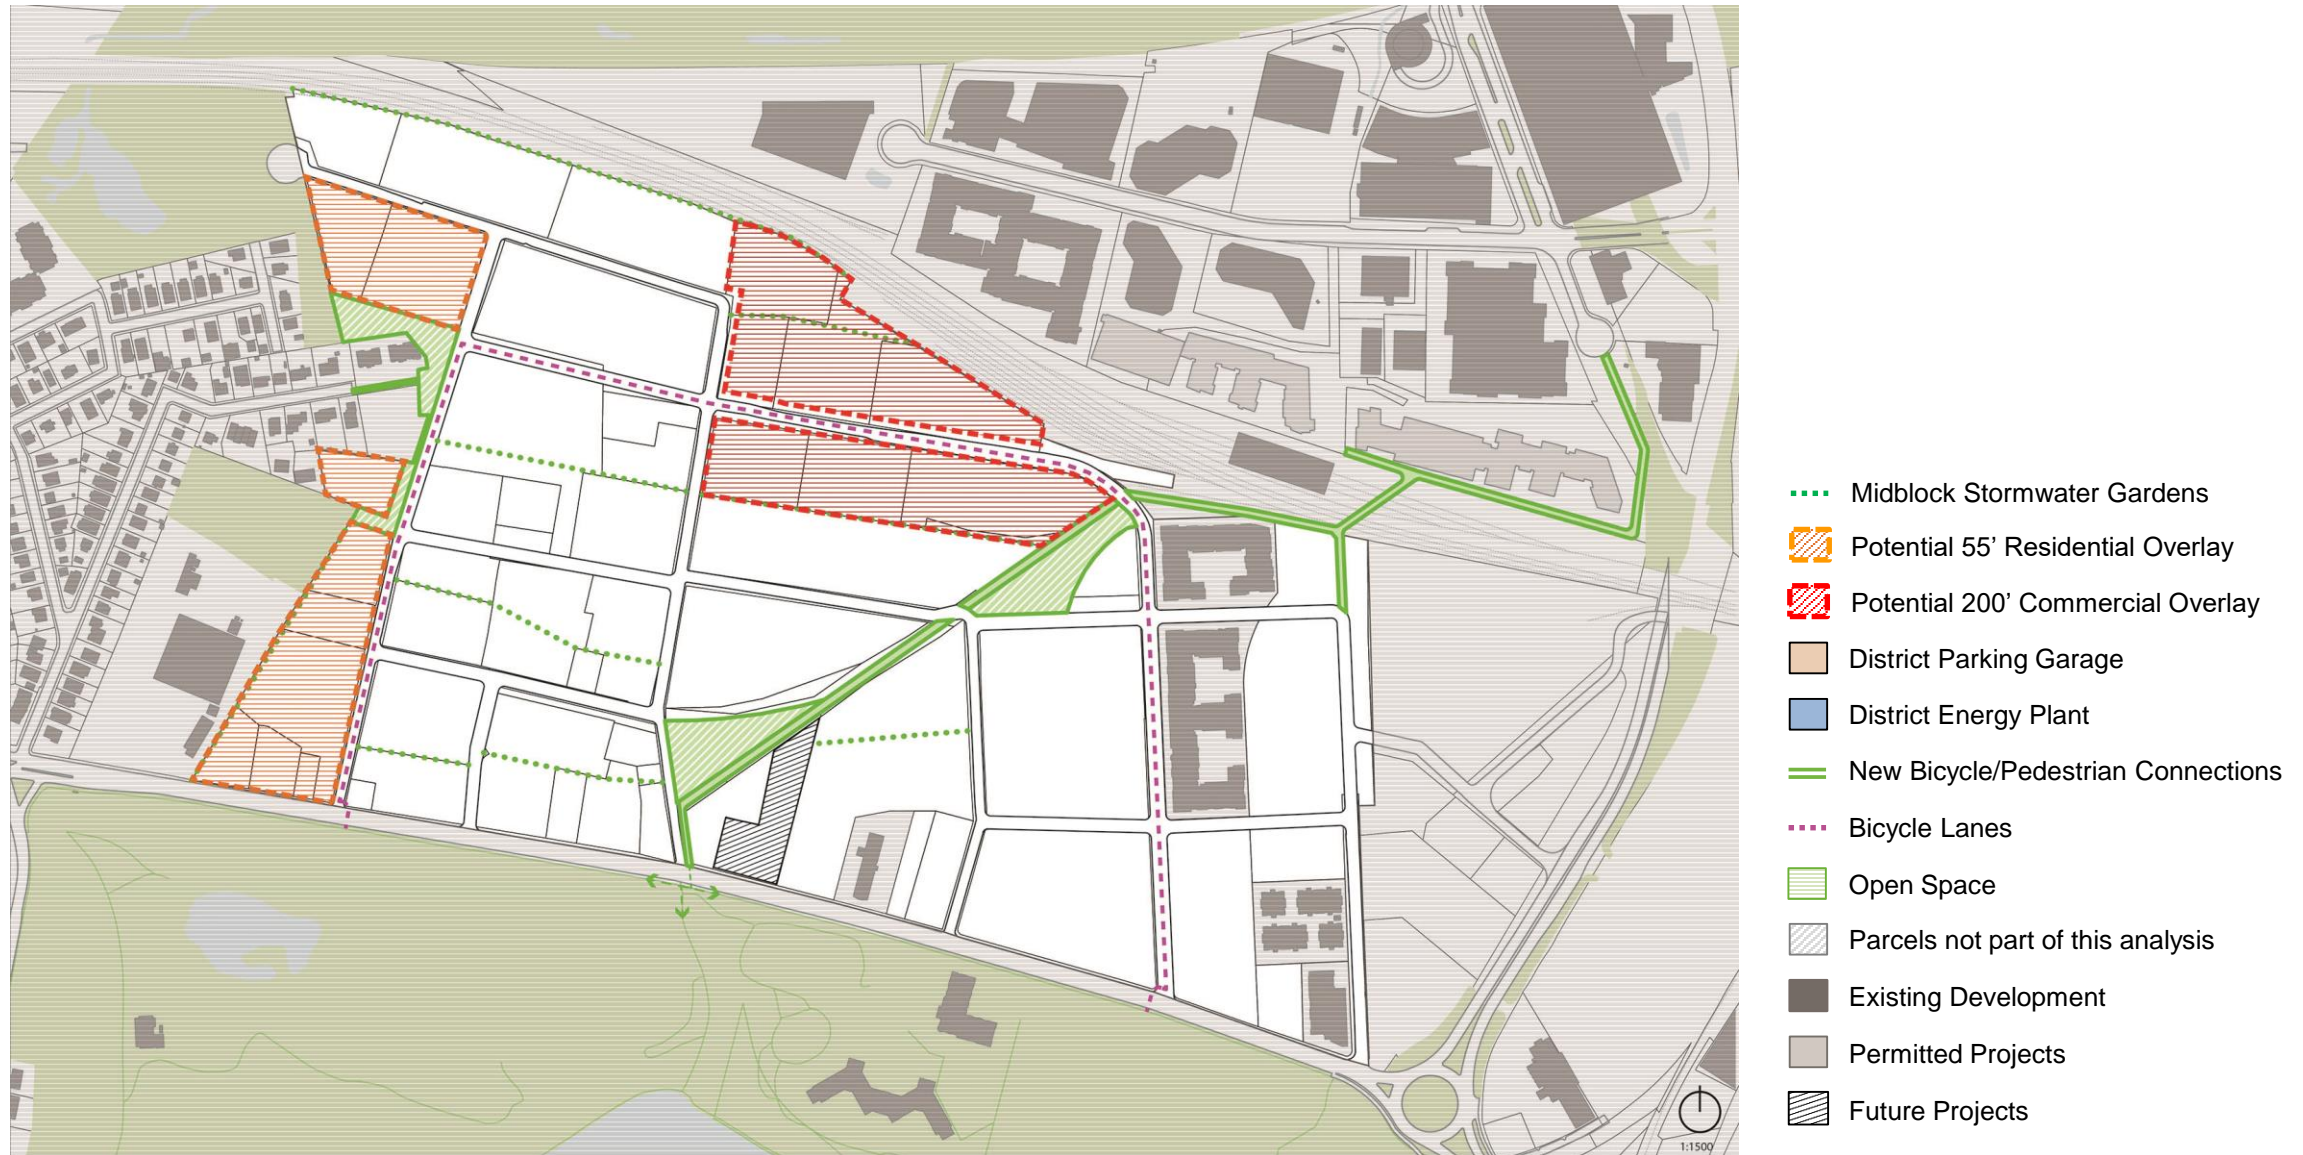 Midblock Stormwater Gardens
Potential 55’ Residential Overlay
Potential 200’ Commercial Overlay
District Parking Garage
District Energy Plant
New Bicycle/Pedestrian Connections
Bicycle Lanes
Open Space
Parcels not part of this analysis
Existing Development
Permitted Projects
Future Projects
1:1500